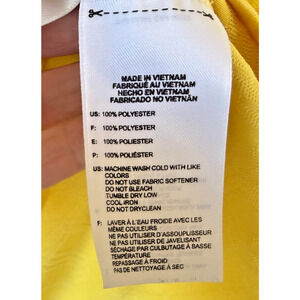 MADE IN VIETNAM
FABRIQUÉ AU VIETNAM
HECHO EN VIETNAM
FABRICADO NO VIETNÃN
US: 100% POLYESTER
F: 100% POLYESTER
E: 100% POLIESTER
P: 100% POLIÉSTER
US: MACHINE WASH COLD WITH LIKE
COLORS
DO NOT USE FABRIC SOFTENER
DO NOT BLEACH
TUMBLE DRY LOW
COOL IRON
DO NOT DRYCLEAN
F: LAVER À L'EAU FROIDE AVEC LES
MÊME COULEURS
NE PAS UTILISER D'ASSOUPLISSEUR
NE PAS UTILISER DE JAVELISANT
SÉCHAGE PAR CULBUTAGE À BASSE
TEMPÉRATURE
REPASSAGE À FROID
PAS DE NETTOYAGE À SEC